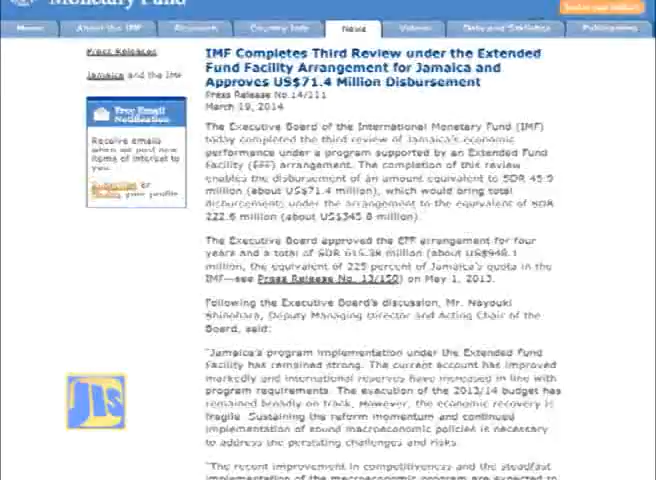 Monetary Fund
Home
About the IMF
Research
Country Info
News
Videos
Data and Statistics
Publications
Press Releases
Jamaica and the IMF
Free Email
Notification
Receive emails
when we post new
items of interest to
you.
Subscribe or
your profile
IMF Completes Third Review under the Extended
Fund Facility Arrangement for Jamaica and
Approves US$71.4 Million Disbursement
Press Release No.14/111
March 19, 2014
The Executive Board of the International Monetary Fund (IMF)
today completed the third review of Jamaica's economic
performance under a program supported by an Extended Fund
Facility (EFF) arrangement. The completion of this review
enables the disbursement of an amount equivalent to SDR 45.9
million (about US$71.4 million), which would bring total
disbursements under the arrangement to the equivalent of SDR
222.6 million (about US$345.8 million).
The Executive Board approved the EFF arrangement for four
years and a total of SDR 615.38 million (about US$948.1
million, the equivalent of 225 percent of Jamaica's quota in the
IMF—see Press Release No. 13/150) on May 1, 2013.
Following the Executive Board's discussion, Mr. Naoyuki
Shinohara, Deputy Managing Director and Acting Chair of the
Board, said:
"Jamaica's program implementation under the Extended Fund
Facility has remained strong. The current account has improved
markedly and international reserves have increased in line with
program requirements. The execution of the 2013/14 budget has
remained broadly on track. However, the economic recovery is
fragile. Sustaining the reform momentum and continued
implementation of sound macroeconomic policies is necessary
to address the persisting challenges and risks.
"The recent improvement in competitiveness and the steadfast
implementation of the macroeconomic program are expected to
JIS